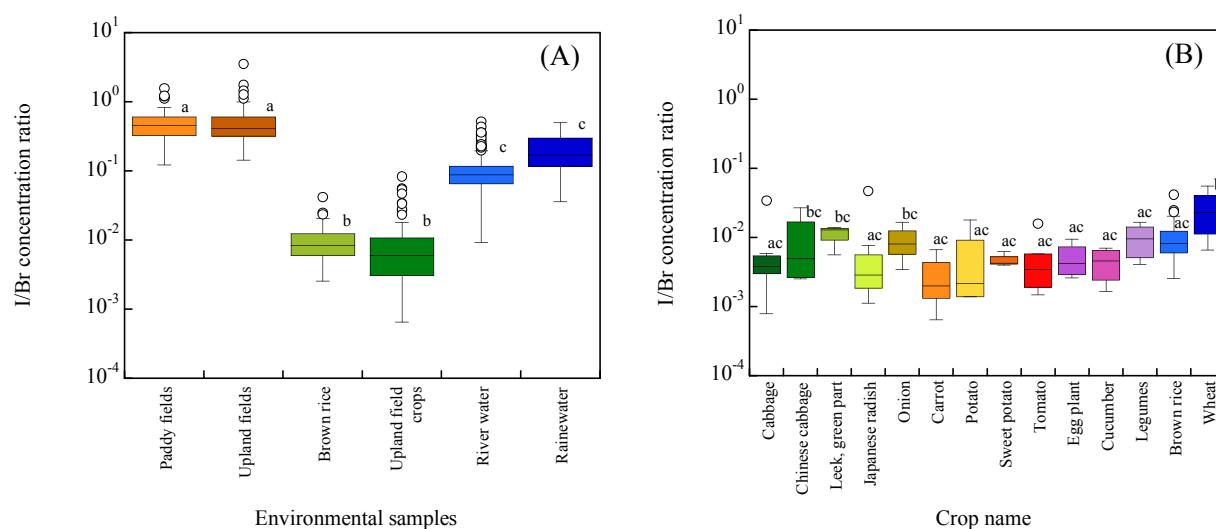 (A)
I/Br concentration ratio
10^1
10^0
10^-1
10^-2
10^-3
10^-4
a
a
b
b
c
c
Paddy fields
Upland fields
Brown rice
Upland field
crops
River water
Rainewater
Environmental samples
(B)
I/Br concentration ratio
10^1
10^0
10^-1
10^-2
10^-3
10^-4
ac
bc
bc
ac
bc
ac
ac
ac
ac
ac
ac
ac
ac
Cabbage
Chinese cabbage
Leek, green part
Japanese radish
Onion
Carrot
Potato
Sweet potato
Tomato
Egg plant
Cucumber
Legumes
Brown rice
Wheat
Crop name